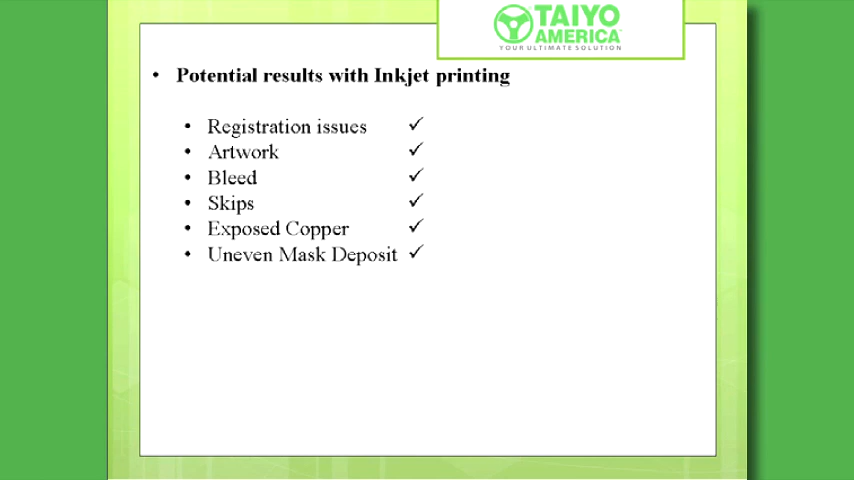 TAIYO
AMERICA
YOUR ULTIMATE SOLUTION
• Potential results with Inkjet printing
• Registration issues ✓
• Artwork ✓
• Bleed ✓
• Skips ✓
• Exposed Copper ✓
• Uneven Mask Deposit ✓